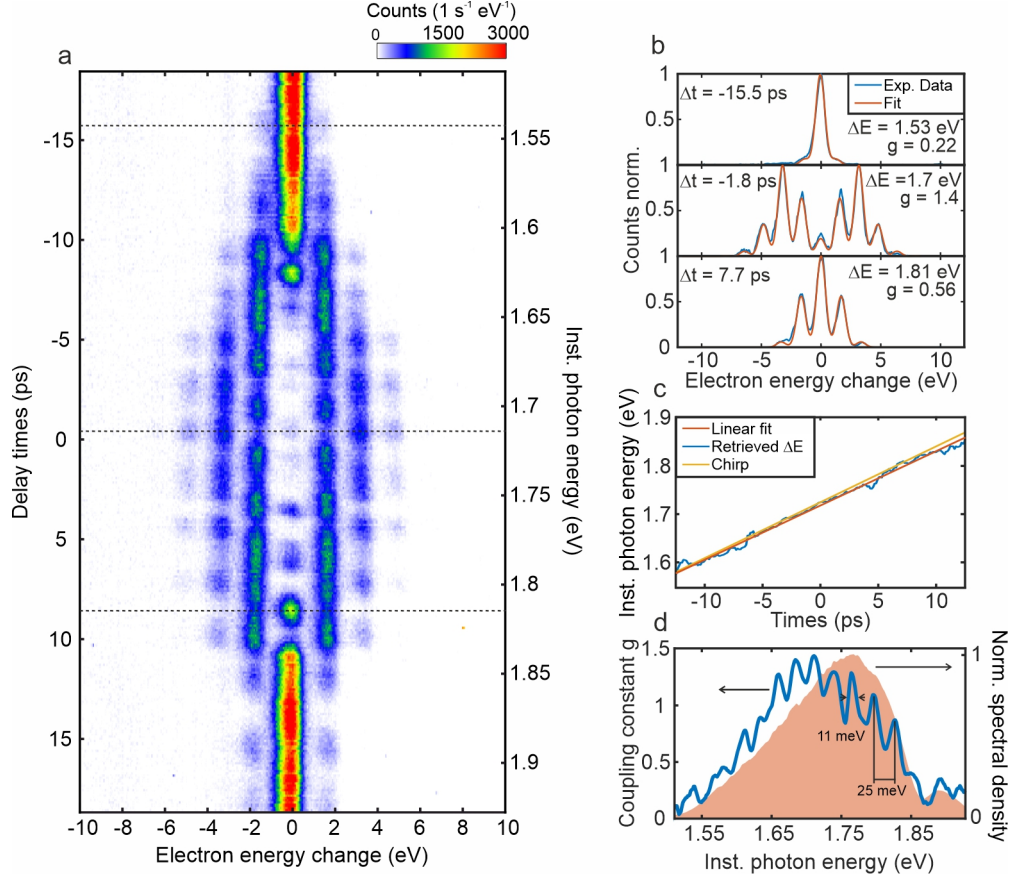 Counts (1 s⁻¹ eV⁻¹)
0 1500 3000
a
-15
-10
-5
0
5
10
15
Delay times (ps)
-10 -8 -6 -4 -2 0 2 4 6 8 10
Electron energy change (eV)
1.55
1.6
1.65
1.7
1.75
1.8
1.85
1.9
Inst. photon energy (eV)
b
Counts norm.
1
0.5
Δt = -15.5 ps
Exp. Data
Fit
ΔE = 1.53 eV
g = 0.22
1
0.5
Δt = -1.8 ps
ΔE =1.7 eV
g = 1.4
1
0.5
0
Δt = 7.7 ps
ΔE = 1.81 eV
g = 0.56
-10 -5 0 5 10
Electron energy change (eV)
c
Inst. photon energy (eV)
1.9
1.8
1.7
1.6
Linear fit
Retrieved ΔE
Chirp
-10 -5 0 5 10
Times (ps)
d
Coupling constant g
1.5
1
0.5
0
11 meV
25 meV
1
0
Norm. spectral density
1.55 1.65 1.75 1.85
Inst. photon energy (eV)